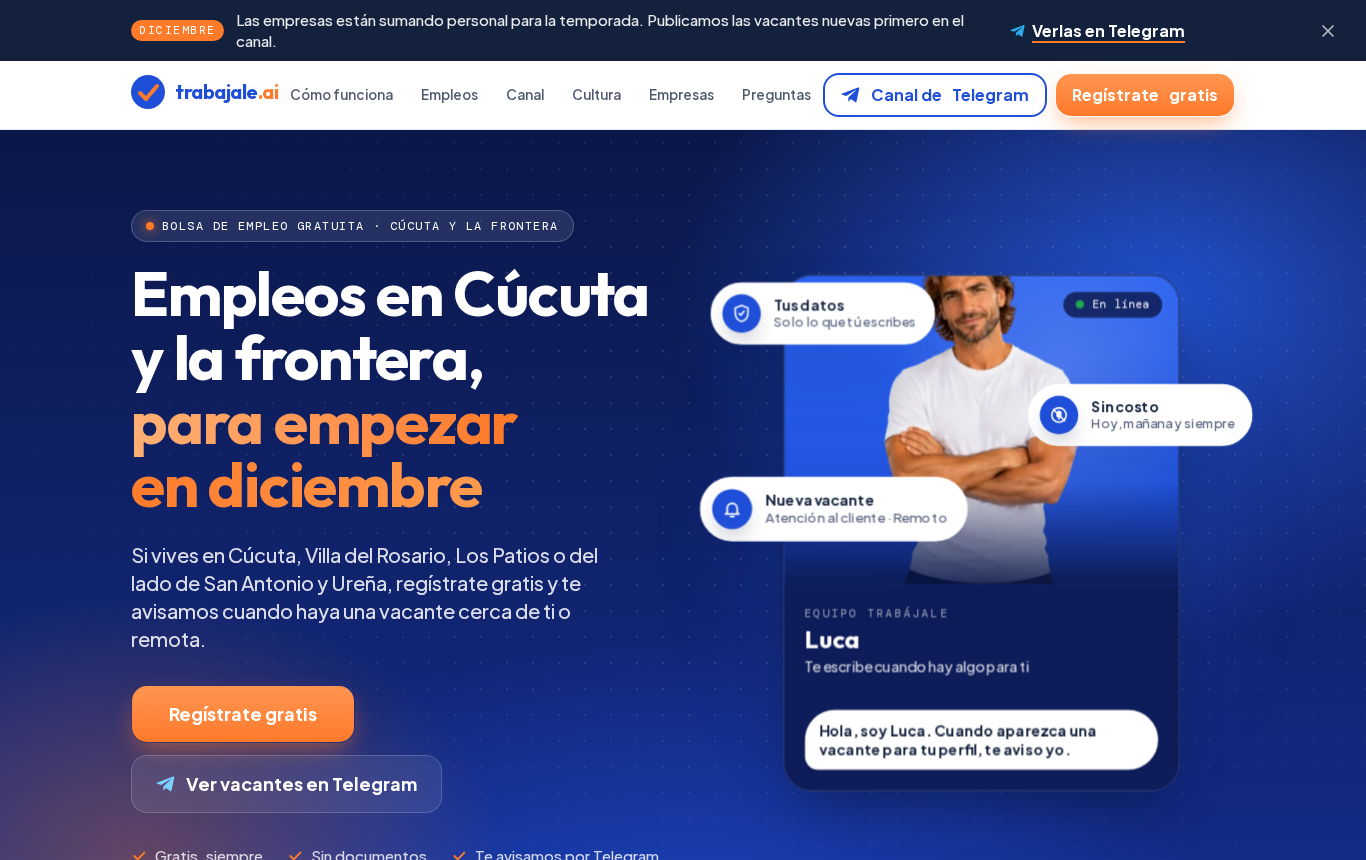 DICIEMBRE
Las empresas están sumando personal para la temporada. Publicamos las vacantes nuevas primero en el
canal.
Verlas en Telegram
trabajale.ai
Cómo funciona
Empleos
Canal
Cultura
Empresas
Preguntas
Canal de Telegram
Regístrate gratis
BOLSA DE EMPLEO GRATUITA · CÚCUTA Y LA FRONTERA
Empleos en Cúcuta
y la frontera,
para empezar
en diciembre
Si vives en Cúcuta, Villa del Rosario, Los Patios o del
lado de San Antonio y Ureña, regístrate gratis y te
avisamos cuando haya una vacante cerca de ti o
remota.
Regístrate gratis
Ver vacantes en Telegram
Gratis, siempre
Sin documentos
Te avisamos por Telegram
Tus datos
Solo lo que tú escribes
En línea
Sin costo
Hoy, mañana y siempre
Nueva vacante
Atención al cliente · Remoto
EQUIPO TRABÁJALE
Luca
Te escribe cuando hay algo para ti
Hola, soy Luca. Cuando aparezca una
vacante para tu perfil, te aviso yo.